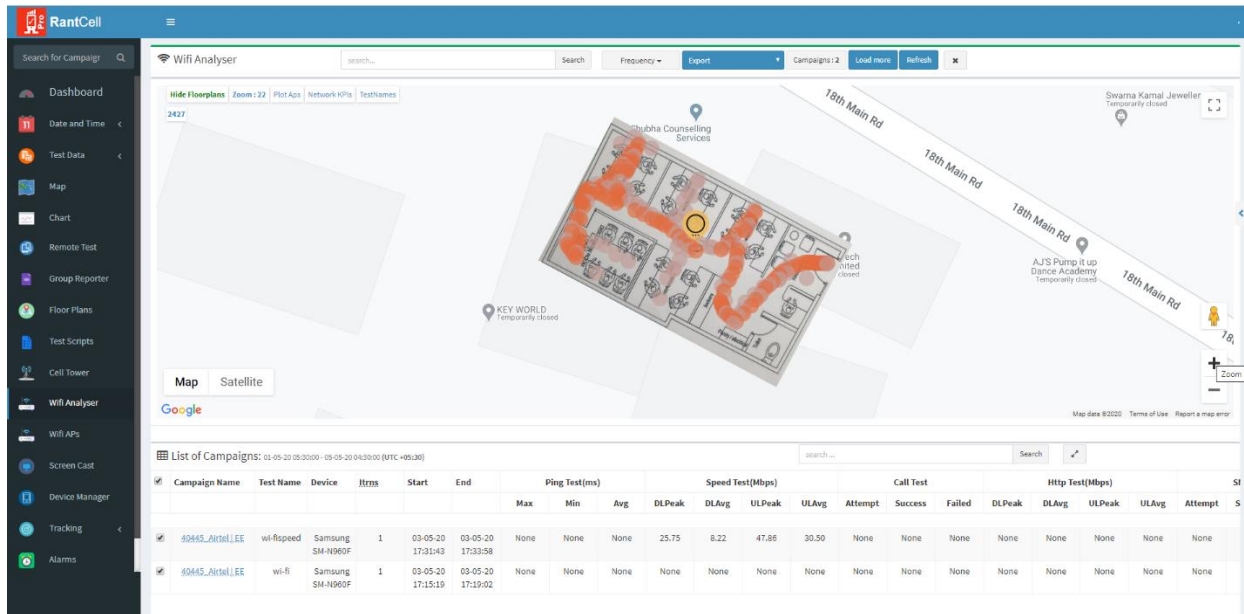 Pro
RantCell
Search for Campaigr
Dashboard
Date and Time
Test Data
Map
Chart
Remote Test
Group Reporter
Floor Plans
Test Scripts
Cell Tower
Wifi Analyser
Wifi APs
Screen Cast
Device Manager
Tracking
Alarms
Wifi Analyser
search...
Search
Frequency
Export
Campaigns : 2
Load more
Refresh
Hide Floorplans Zoom : 22 Plot Aps Network KPIs TestNames
2427
Shubha Counselling
Services
18th Main Rd
18th Main Rd
18th Main Rd
18th Main Rd
Swarna Kamal Jeweller
Temporarily closed
ech
nited
closed
AJ'S Pump it up
Dance Academy
Temporarily closed
KEY WORLD
Temporarily closed
Zoom
Map Satellite
Google
Map data ©2020 Terms of Use Report a map error
List of Campaigns: 01-05-20 05:30:00 - 05-05-20 04:30:00 (UTC +05:30)
search ...
Search
Campaign Name Test Name Device Itrns Start End Ping Test(ms) Speed Test(Mbps) Call Test Http Test(Mbps)
Max Min Avg DLPeak DLAvg ULPeak ULAvg Attempt Success Failed DLPeak DLAvg ULPeak ULAvg Attempt
40445_Airtel | EE wi-fispeed Samsung SM-N960F 1 03-05-20 17:31:43 03-05-20 17:33:58 None None None 25.75 8.22 47.86 30.50 None None None None None None None None
40445_Airtel | EE wi-fi Samsung SM-N960F 1 03-05-20 17:15:19 03-05-20 17:19:02 None None None None None None None None None None None None None None None